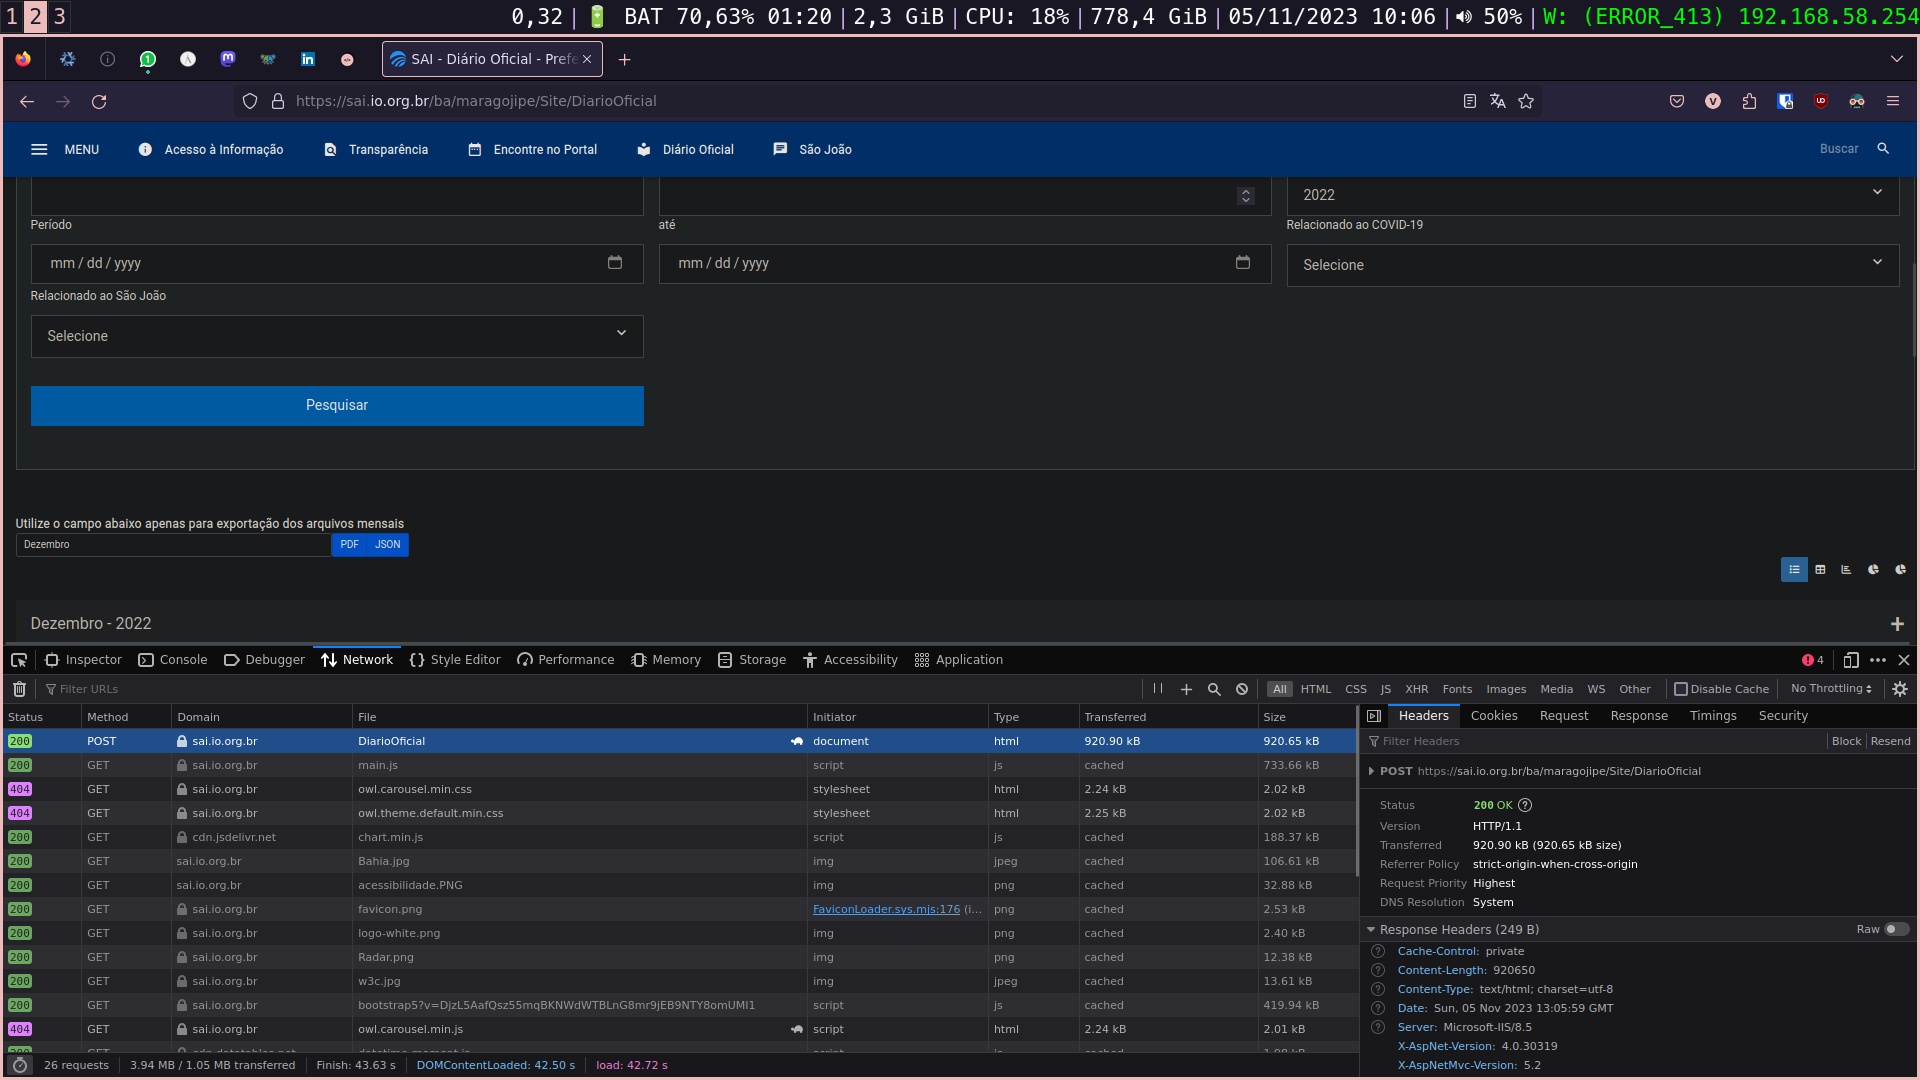 1 2 3 0,32| BAT 70,63% 01:20|2,3 GiB|CPU: 18%|778,4 GiB|05/11/2023 10:06| 50%|W: (ERROR_413) 192.168.58.254
SAI - Diário Oficial - Prefe
https://sai.io.org.br/ba/maragojipe/Site/DiarioOficial
MENU Acesso à Informação Transparência Encontre no Portal Diário Oficial São João Buscar
2022
Período até Relacionado ao COVID-19
mm / dd / yyyy mm / dd / yyyy Selecione
Relacionado ao São João
Selecione
Pesquisar
Utilize o campo abaixo apenas para exportação dos arquivos mensais
Dezembro PDF JSON
Dezembro - 2022
Inspector Console Debugger Network Style Editor Performance Memory Storage Accessibility Application 4
Filter URLs All HTML CSS JS XHR Fonts Images Media WS Other Disable Cache No Throttling
Status Method Domain File Initiator Type Transferred Size
200 POST sai.io.org.br DiarioOficial document html 920.90 kB 920.65 kB
200 GET sai.io.org.br main.js script js cached 733.66 kB
404 GET sai.io.org.br owl.carousel.min.css stylesheet html 2.24 kB 2.02 kB
404 GET sai.io.org.br owl.theme.default.min.css stylesheet html 2.25 kB 2.02 kB
200 GET cdn.jsdelivr.net chart.min.js script js cached 188.37 kB
200 GET sai.io.org.br Bahia.jpg img jpeg cached 106.61 kB
200 GET sai.io.org.br acessibilidade.PNG img png cached 32.88 kB
200 GET sai.io.org.br favicon.png FaviconLoader.sys.mjs:176 (i... png cached 2.53 kB
200 GET sai.io.org.br logo-white.png img png cached 2.40 kB
200 GET sai.io.org.br Radar.png img png cached 12.38 kB
200 GET sai.io.org.br w3c.jpg img jpeg cached 13.61 kB
200 GET sai.io.org.br bootstrap5?v=DjzL5AafQsz55mqBKNWdWTBLnG8mr9jEB9NTY8omUMI1 script js cached 419.94 kB
404 GET sai.io.org.br owl.carousel.min.js script html 2.24 kB 2.01 kB
26 requests 3.94 MB / 1.05 MB transferred Finish: 43.63 s DOMContentLoaded: 42.50 s load: 42.72 s
Headers Cookies Request Response Timings Security
Filter Headers Block Resend
POST https://sai.io.org.br/ba/maragojipe/Site/DiarioOficial
Status 200 OK
Version HTTP/1.1
Transferred 920.90 kB (920.65 kB size)
Referrer Policy strict-origin-when-cross-origin
Request Priority Highest
DNS Resolution System
Response Headers (249 B) Raw
Cache-Control: private
Content-Length: 920650
Content-Type: text/html; charset=utf-8
Date: Sun, 05 Nov 2023 13:05:59 GMT
Server: Microsoft-IIS/8.5
X-AspNet-Version: 4.0.30319
X-AspNetMvc-Version: 5.2